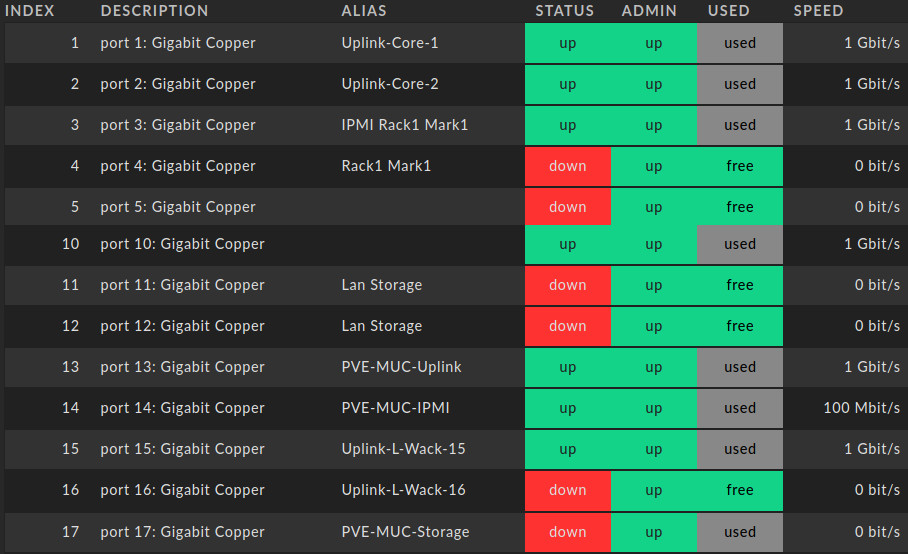 INDEX DESCRIPTION ALIAS STATUS ADMIN USED SPEED
1 port 1: Gigabit Copper Uplink-Core-1 up up used 1 Gbit/s
2 port 2: Gigabit Copper Uplink-Core-2 up up used 1 Gbit/s
3 port 3: Gigabit Copper IPMI Rack1 Mark1 up up used 1 Gbit/s
4 port 4: Gigabit Copper Rack1 Mark1 down up free 0 bit/s
5 port 5: Gigabit Copper down up free 0 bit/s
10 port 10: Gigabit Copper up up used 1 Gbit/s
11 port 11: Gigabit Copper Lan Storage down up free 0 bit/s
12 port 12: Gigabit Copper Lan Storage down up free 0 bit/s
13 port 13: Gigabit Copper PVE-MUC-Uplink up up used 1 Gbit/s
14 port 14: Gigabit Copper PVE-MUC-IPMI up up used 100 Mbit/s
15 port 15: Gigabit Copper Uplink-L-Wack-15 up up used 1 Gbit/s
16 port 16: Gigabit Copper Uplink-L-Wack-16 down up free 0 bit/s
17 port 17: Gigabit Copper PVE-MUC-Storage down up used 0 bit/s